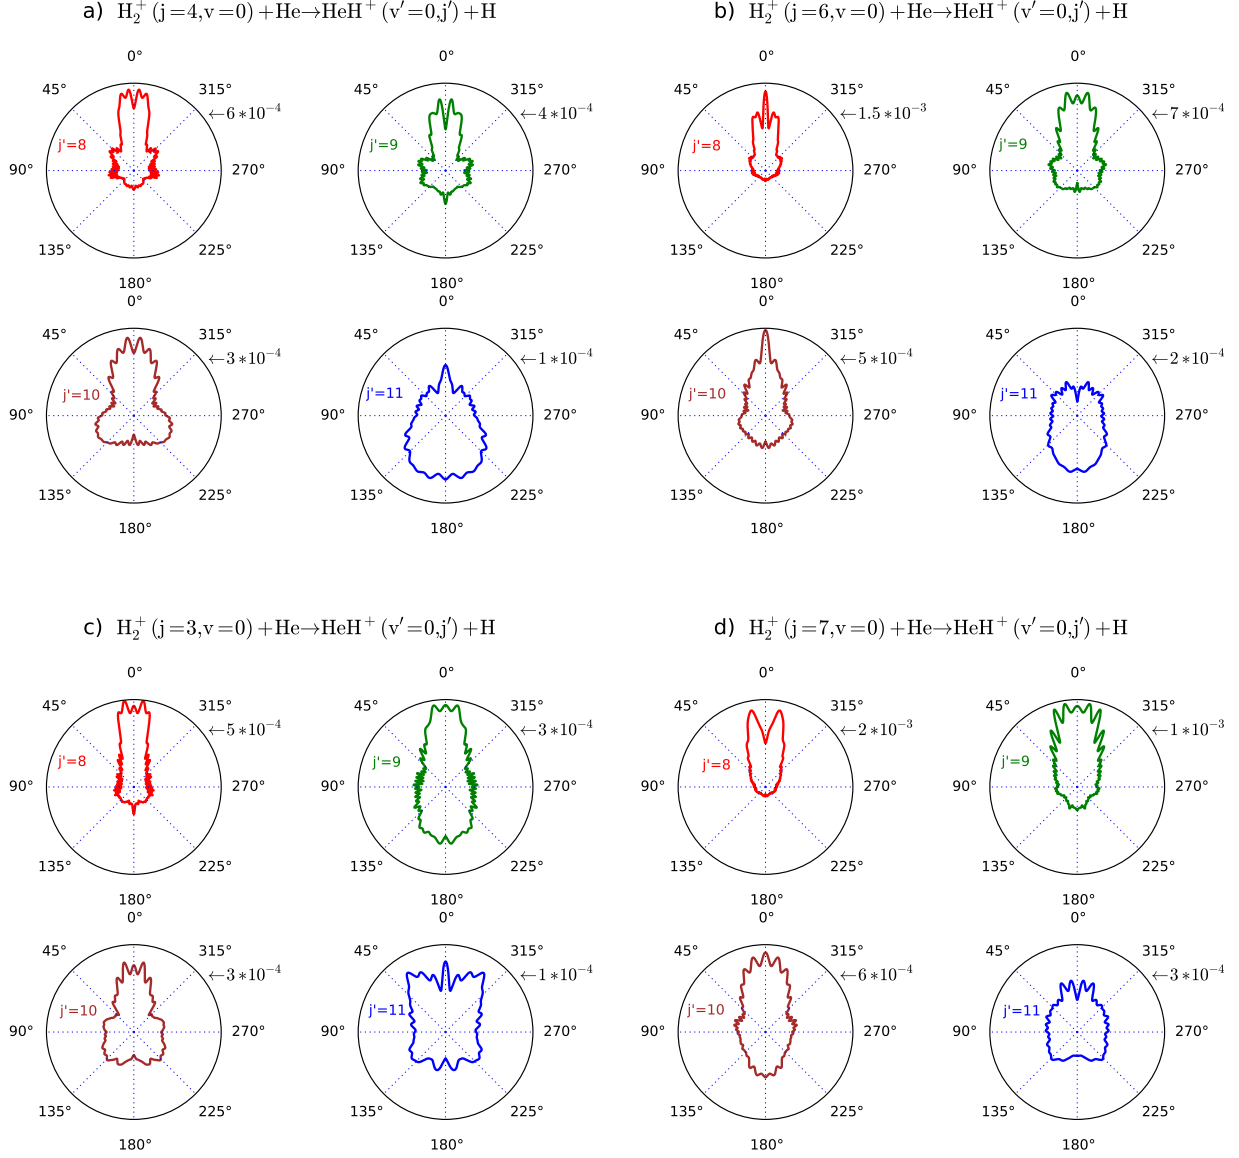 a) H₂⁺(j=4,v=0)+He→HeH⁺(v′=0,j′)+H
b) H₂⁺(j=6,v=0)+He→HeH⁺(v′=0,j′)+H
0° 0° 0° 0°
45° 315° 45° 315° 45° 315° 45° 315°
←6∗10⁻⁴ ←4∗10⁻⁴ ←1.5∗10⁻³ ←7∗10⁻⁴
j'=8 j'=9 j'=8 j'=9
90° 270° 90° 270° 90° 270° 90° 270°
135° 225° 135° 225° 135° 225° 135° 225°
180° 180° 180° 180°
0° 0° 0° 0°
45° 315° 45° 315° 45° 315° 45° 315°
←3∗10⁻⁴ ←1∗10⁻⁴ ←5∗10⁻⁴ ←2∗10⁻⁴
j'=10 j'=11 j'=10 j'=11
90° 270° 90° 270° 90° 270° 90° 270°
135° 225° 135° 225° 135° 225° 135° 225°
180° 180° 180° 180°
c) H₂⁺(j=3,v=0)+He→HeH⁺(v′=0,j′)+H
d) H₂⁺(j=7,v=0)+He→HeH⁺(v′=0,j′)+H
0° 0° 0° 0°
45° 315° 45° 315° 45° 315° 45° 315°
←5∗10⁻⁴ ←3∗10⁻⁴ ←2∗10⁻³ ←1∗10⁻³
j'=8 j'=9 j'=8 j'=9
90° 270° 90° 270° 90° 270° 90° 270°
135° 225° 135° 225° 135° 225° 135° 225°
180° 180° 180° 180°
0° 0° 0° 0°
45° 315° 45° 315° 45° 315° 45° 315°
←3∗10⁻⁴ ←1∗10⁻⁴ ←6∗10⁻⁴ ←3∗10⁻⁴
j'=10 j'=11 j'=10 j'=11
90° 270° 90° 270° 90° 270° 90° 270°
135° 225° 135° 225° 135° 225° 135° 225°
180° 180° 180° 180°